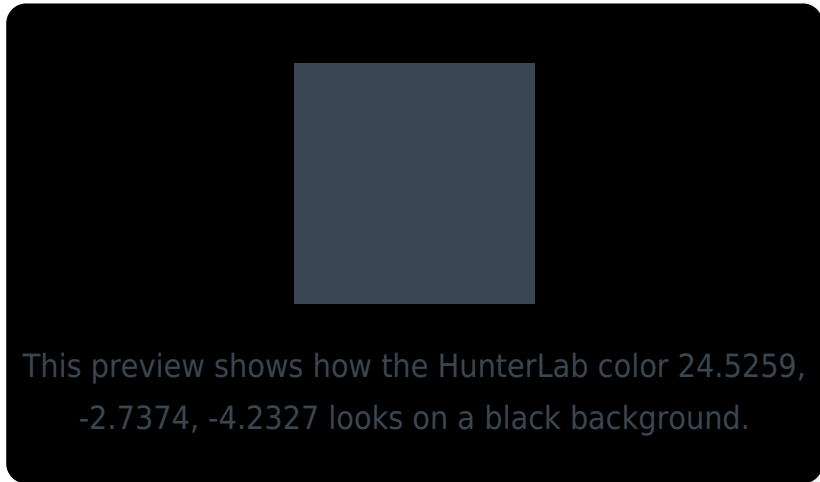 This preview shows how the HunterLab color 24.5259,
-2.7374, -4.2327 looks on a black background.